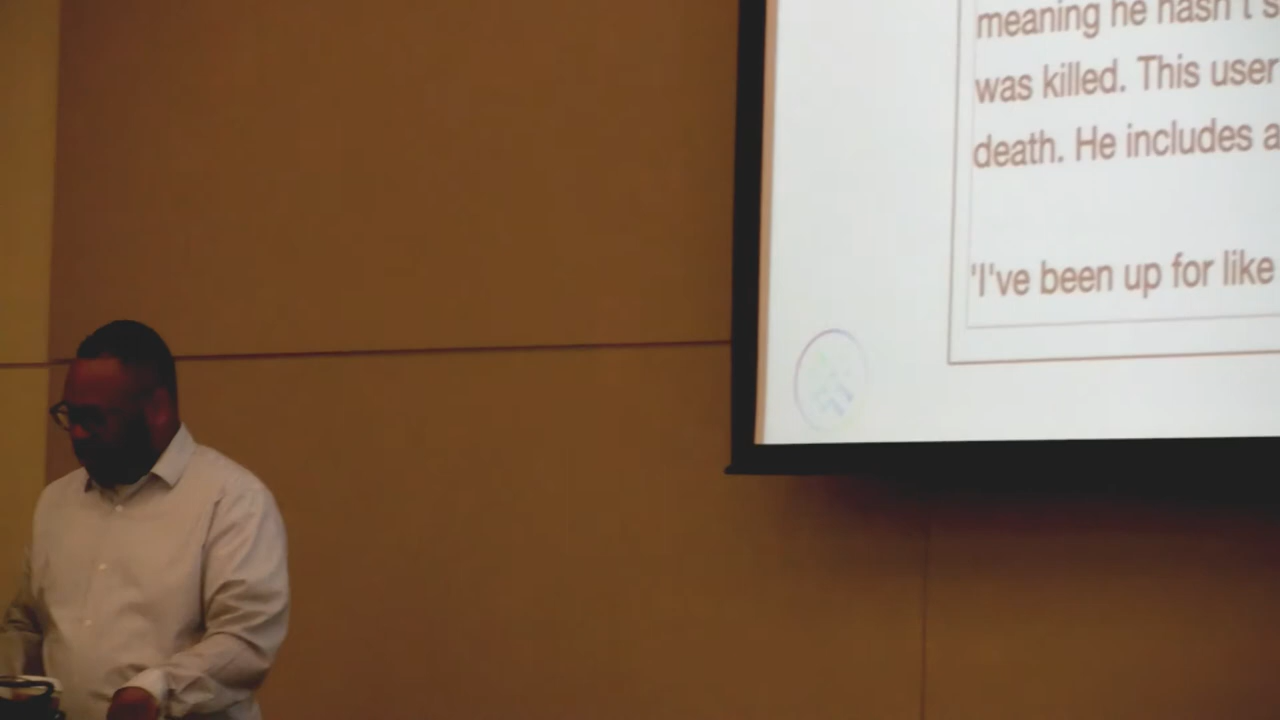 meaning he hasn't s
was killed. This user
death. He includes a
'I've been up for like